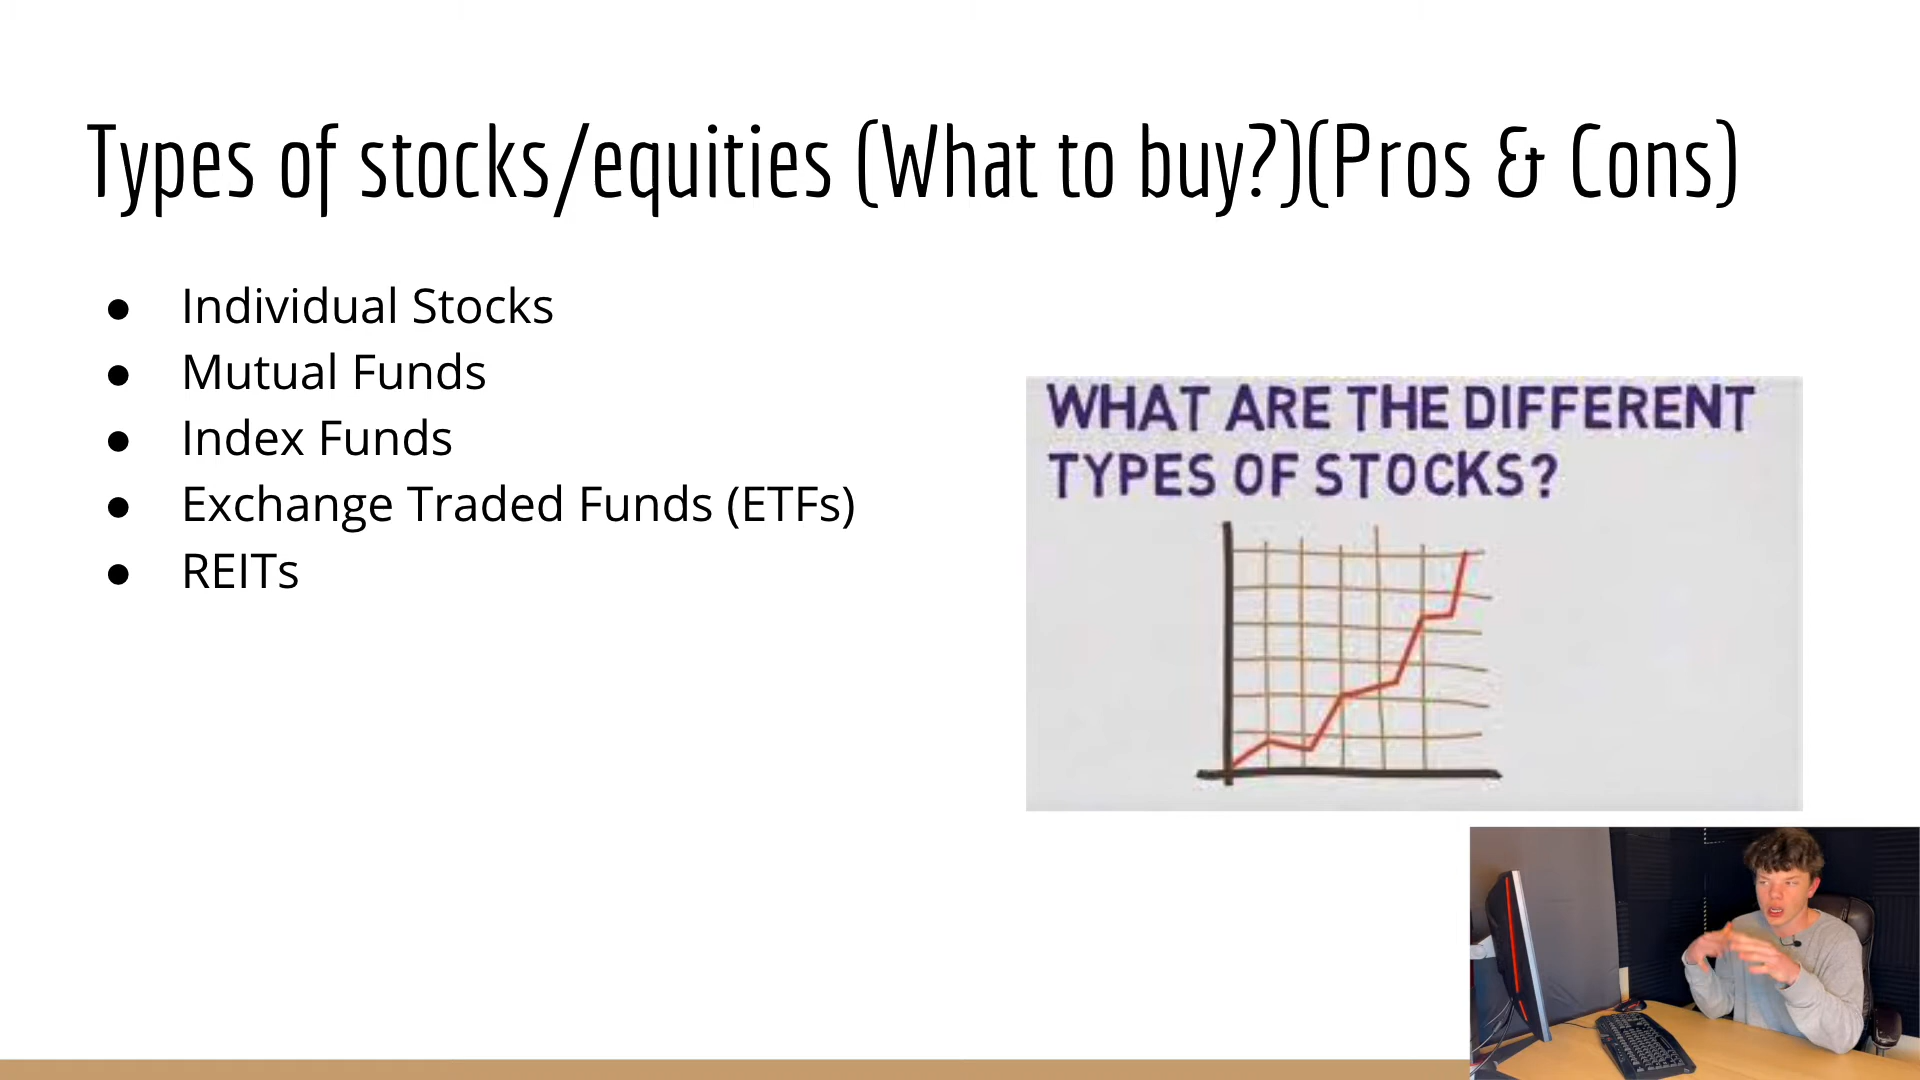 Types of stocks/equities (What to buy?)(Pros & Cons)
● Individual Stocks
● Mutual Funds
● Index Funds
● Exchange Traded Funds (ETFs)
● REITs
WHAT ARE THE DIFFERENT
TYPES OF STOCKS?